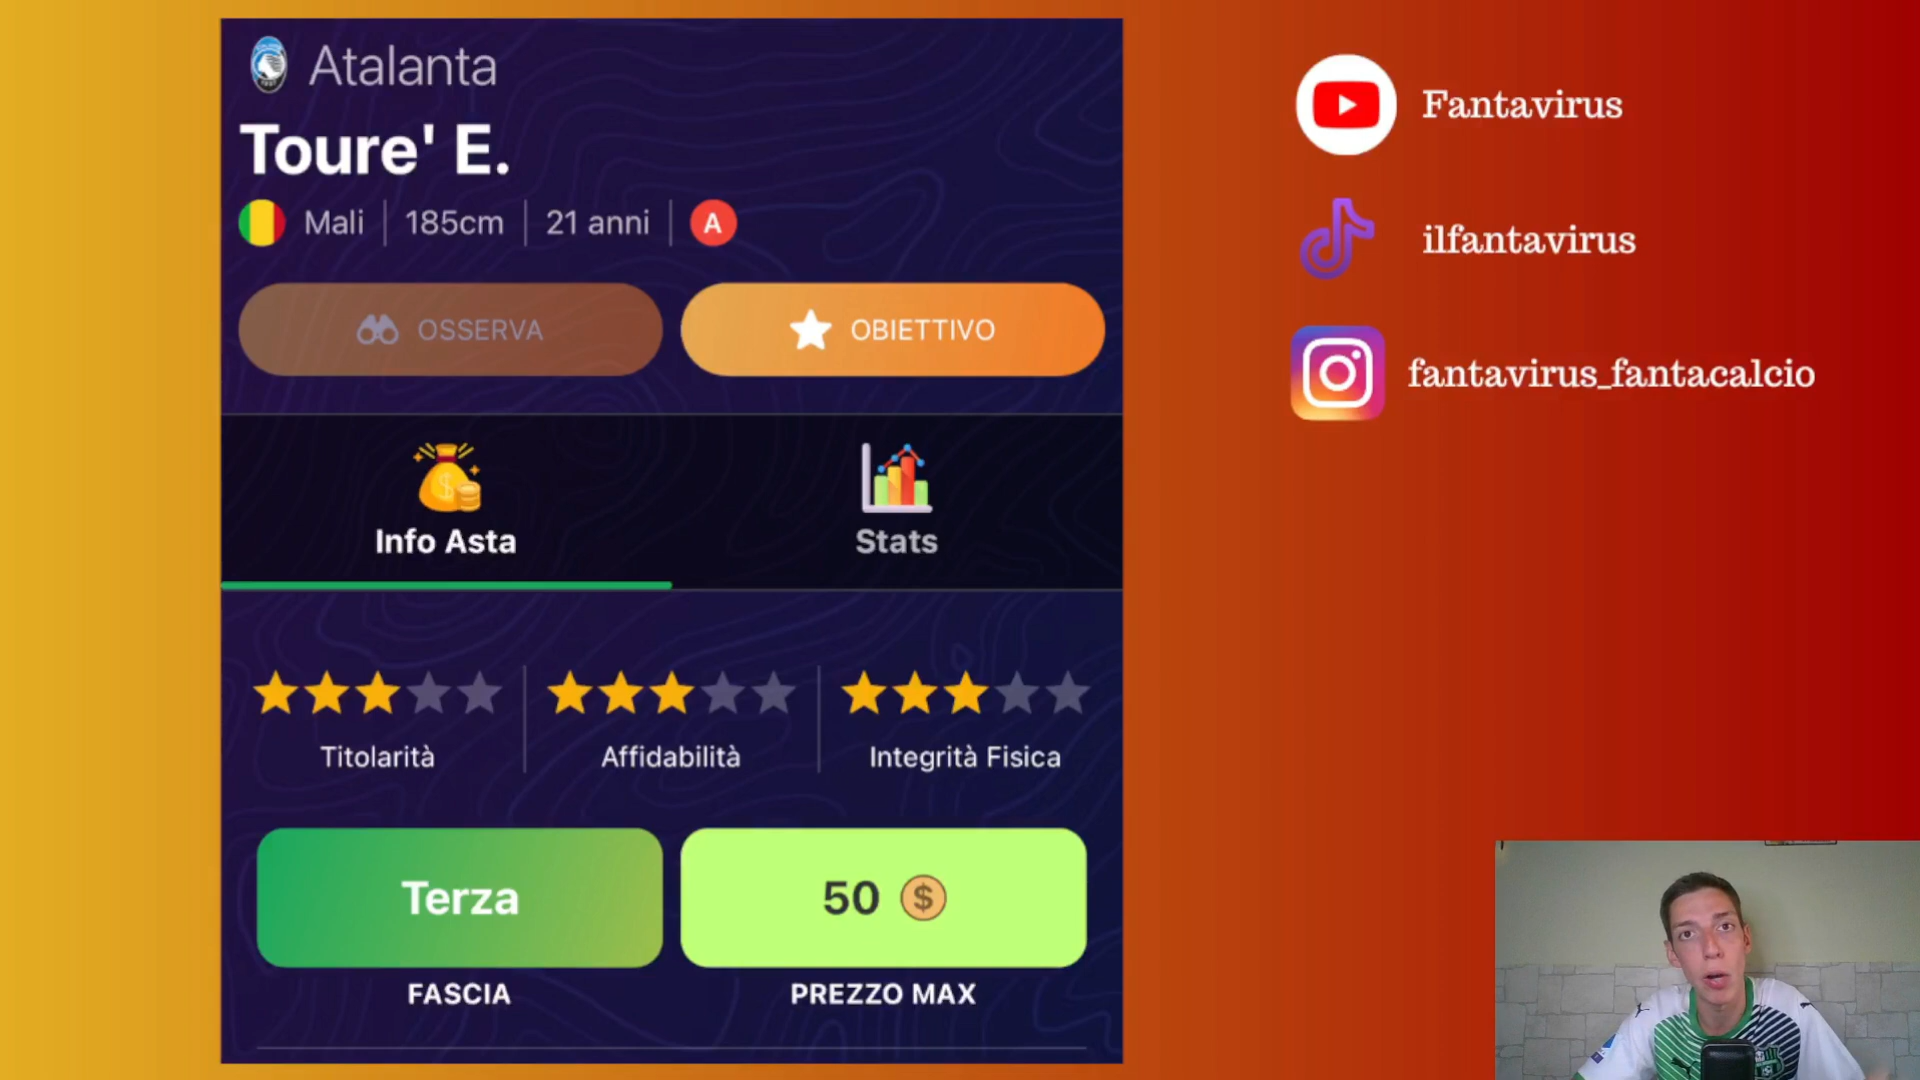 Atalanta
Toure' E.
Mali 185cm 21 anni A
OSSERVA
OBIETTIVO
Info Asta
Stats
Titolarità
Affidabilità
Integrità Fisica
Terza
50 $
FASCIA
PREZZO MAX
Fantavirus
ilfantavirus
fantavirus_fantacalcio